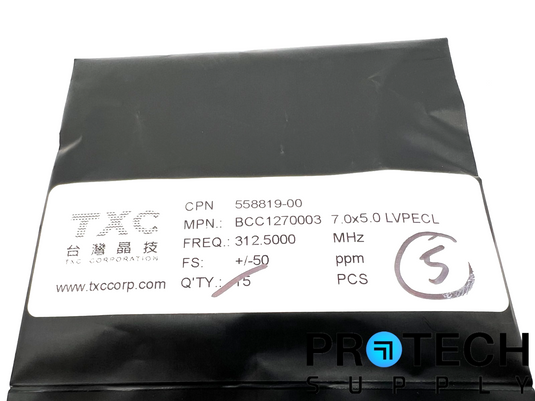 TXC
台灣晶技
TXC CORPORATION
www.txccorp.com
CPN 558819-00
MPN.: BCC1270003 7.0x5.0 LVPECL
FREQ.: 312.5000 MHz
FS: +/-50 ppm
Q'TY.: 15 PCS
5
PROTECH
SUPPLY